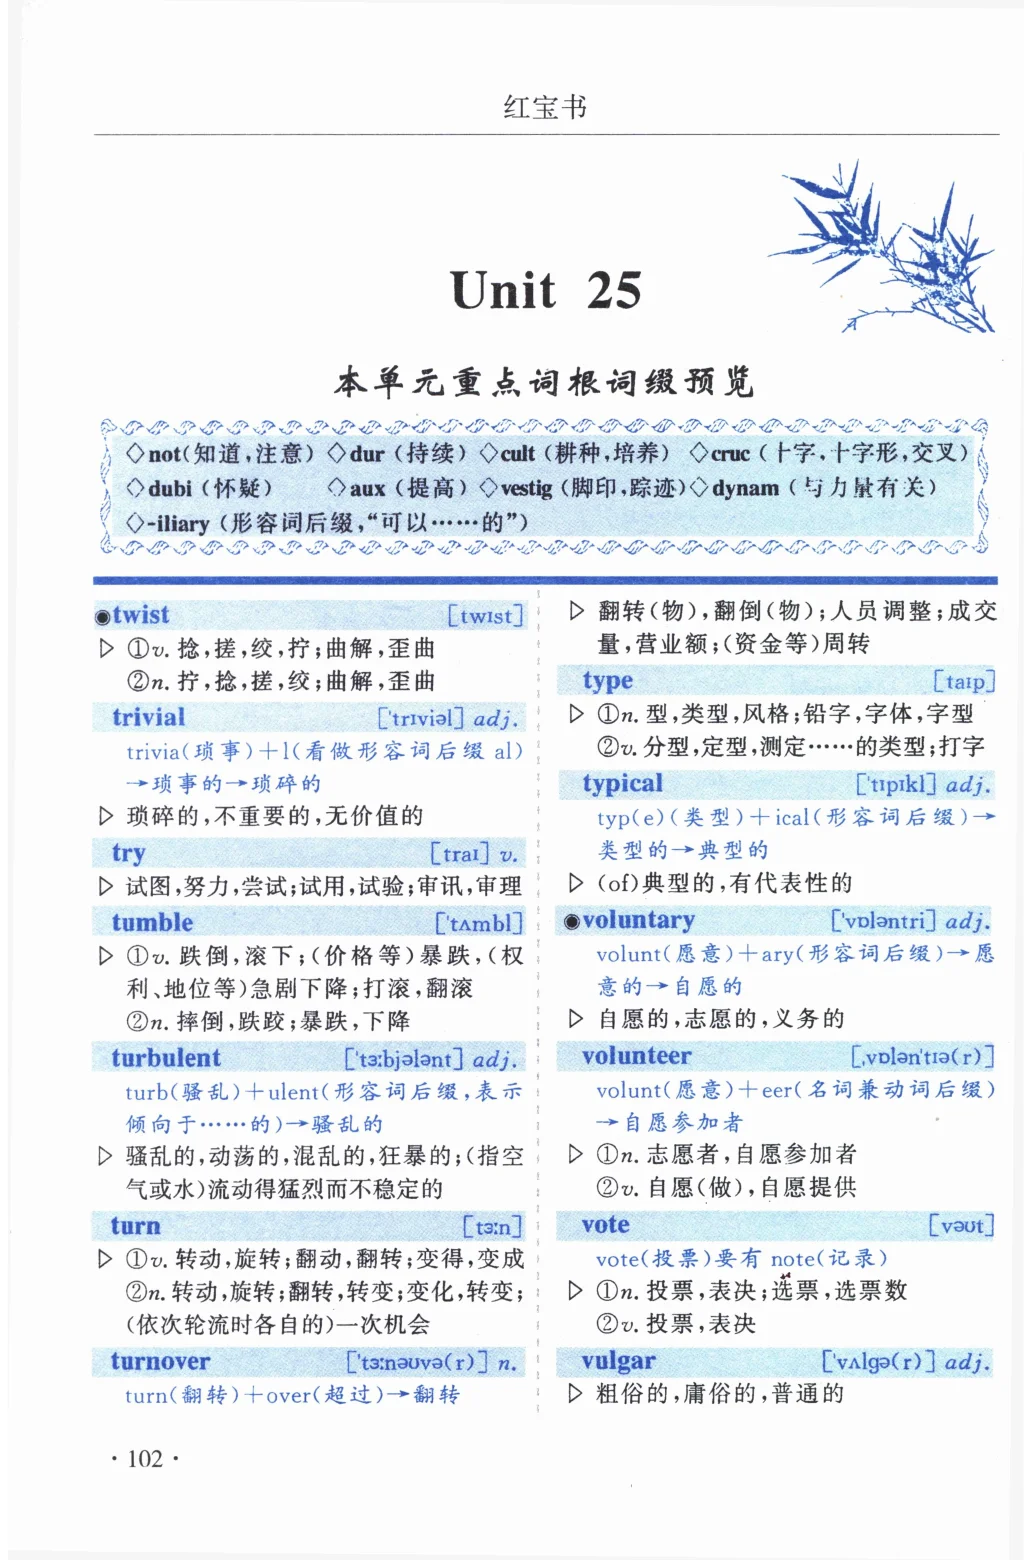 红宝书
Unit 25
本单元重点词根词缀预览
◇not(知道,注意) ◇dur(持续) ◇cult(耕种,培养) ◇cruc(十字,十字形,交叉)
◇dubi(怀疑) ◇aux(提高) ◇vestig(脚印,踪迹) ◇dynam(与力量有关)
◇-iliary(形容词后缀,“可以……的”)
◉twist [twɪst]
▷ ①v. 捻,搓,绞,拧;曲解,歪曲
②n. 拧,捻,搓,绞;曲解,歪曲
trivial [ˈtrɪviəl] adj.
trivia(琐事)+l(看做形容词后缀 al)
→琐事的→琐碎的
▷ 琐碎的,不重要的,无价值的
try [traɪ] v.
▷ 试图,努力,尝试;试用,试验;审讯,审理
tumble [ˈtʌmbl]
▷ ①v. 跌倒,滚下;(价格等)暴跌,(权
利、地位等)急剧下降;打滚,翻滚
②n. 摔倒,跌跤;暴跌,下降
turbulent [ˈtɜːbjələnt] adj.
turb(骚乱)+ulent(形容词后缀,表示
倾向于……的)→骚乱的
▷ 骚乱的,动荡的,混乱的,狂暴的;(指空
气或水)流动得猛烈而不稳定的
turn [tɜːn]
▷ ①v. 转动,旋转;翻动,翻转;变得,变成
②n. 转动,旋转;翻转,转变;变化,转变;
(依次轮流时各自的)一次机会
turnover [ˈtɜːnəʊvə(r)] n.
turn(翻转)+over(超过)→翻转
▷ 翻转(物),翻倒(物);人员调整;成交
量,营业额;(资金等)周转
type [taɪp]
▷ ①n. 型,类型,风格;铅字,字体,字型
②v. 分型,定型,测定……的类型;打字
typical [ˈtɪpɪkl] adj.
typ(e)(类型)+ical(形容词后缀)→
类型的→典型的
▷ (of)典型的,有代表性的
◉voluntary [ˈvɒləntri] adj.
volunt(愿意)+ary(形容词后缀)→愿
意的→自愿的
▷ 自愿的,志愿的,义务的
volunteer [ˌvɒlənˈtɪə(r)]
volunt(愿意)+eer(名词兼动词后缀)
→自愿参加者
▷ ①n. 志愿者,自愿参加者
②v. 自愿(做),自愿提供
vote [vəʊt]
vote(投票)要有 note(记录)
▷ ①n. 投票,表决;选票,选票数
②v. 投票,表决
vulgar [ˈvʌlgə(r)] adj.
▷ 粗俗的,庸俗的,普通的
· 102 ·